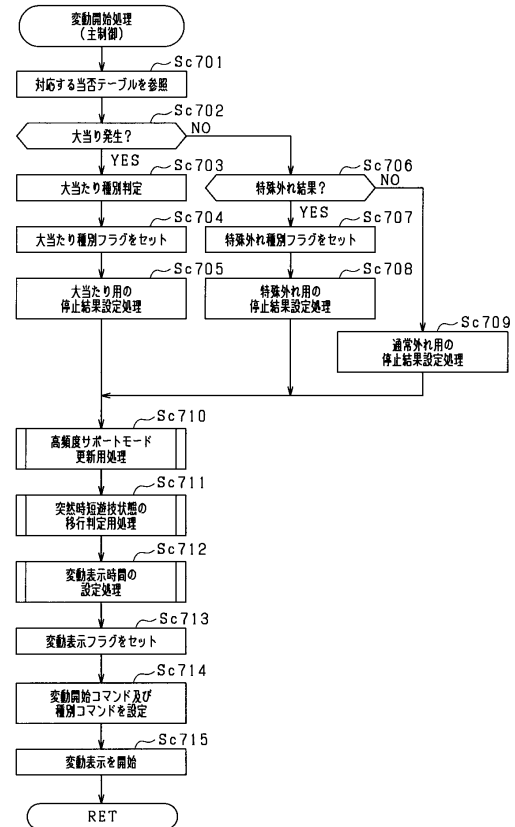 変動開始処理
（主制御）
Sc701
対応する当否テーブルを参照
Sc702
大当り発生？
NO
YES
Sc703
大当たり種別判定
Sc706
特殊外れ結果？
NO
YES
Sc704
大当たり種別フラグをセット
Sc707
特殊外れ種別フラグをセット
Sc705
大当たり用の
停止結果設定処理
Sc708
特殊外れ用の
停止結果設定処理
Sc709
通常外れ用の
停止結果設定処理
Sc710
高頻度サポートモード
更新用処理
Sc711
突然時短遊技状態の
移行判定用処理
Sc712
変動表示時間の
設定処理
Sc713
変動表示フラグをセット
Sc714
変動開始コマンド及び
種別コマンドを設定
Sc715
変動表示を開始
RET